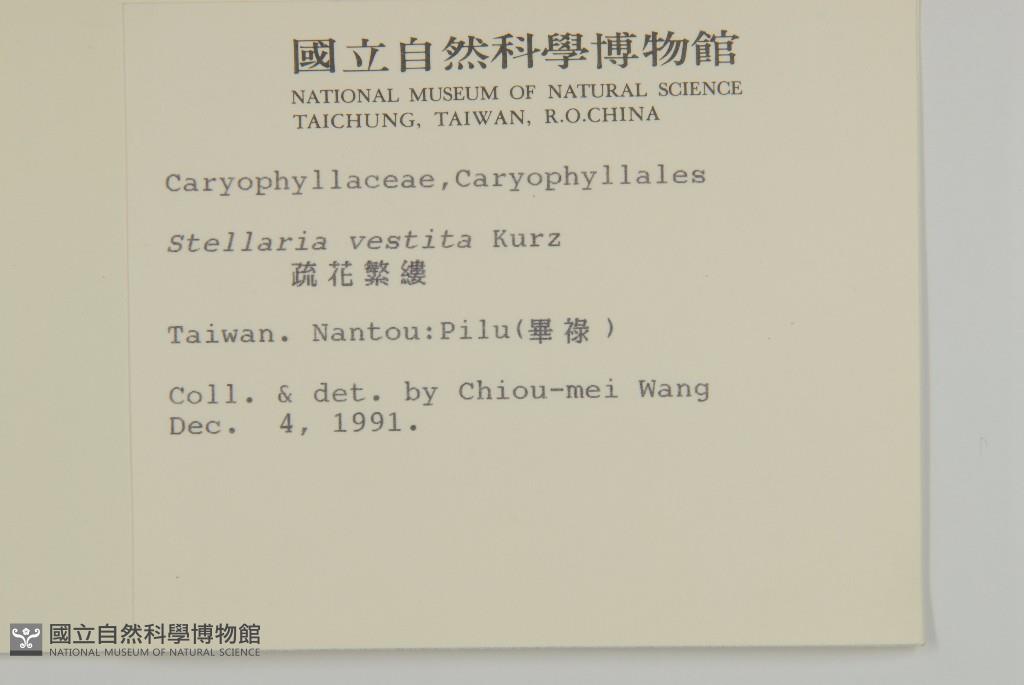 國立自然科學博物館
NATIONAL MUSEUM OF NATURAL SCIENCE
TAICHUNG, TAIWAN, R.O.CHINA
Caryophyllaceae,Caryophyllales
Stellaria vestita Kurz
疏花繁縷
Taiwan. Nantou:Pilu(畢祿)
Coll. & det. by Chiou-mei Wang
Dec. 4, 1991.
國立自然科學博物館
NATIONAL MUSEUM OF NATURAL SCIENCE